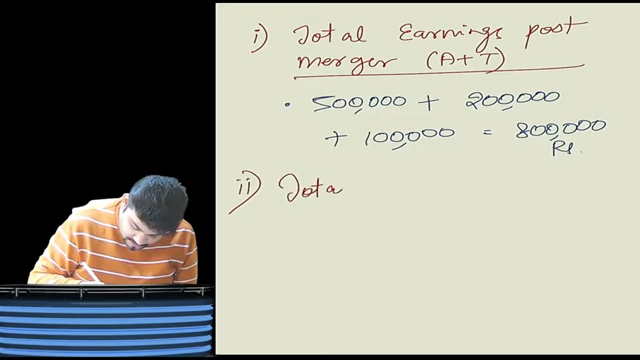 i) Total Earnings post
merger (A+T)
• 500,000 + 200,000
+ 100,000 = 800,000
Rs.
ii) Tota